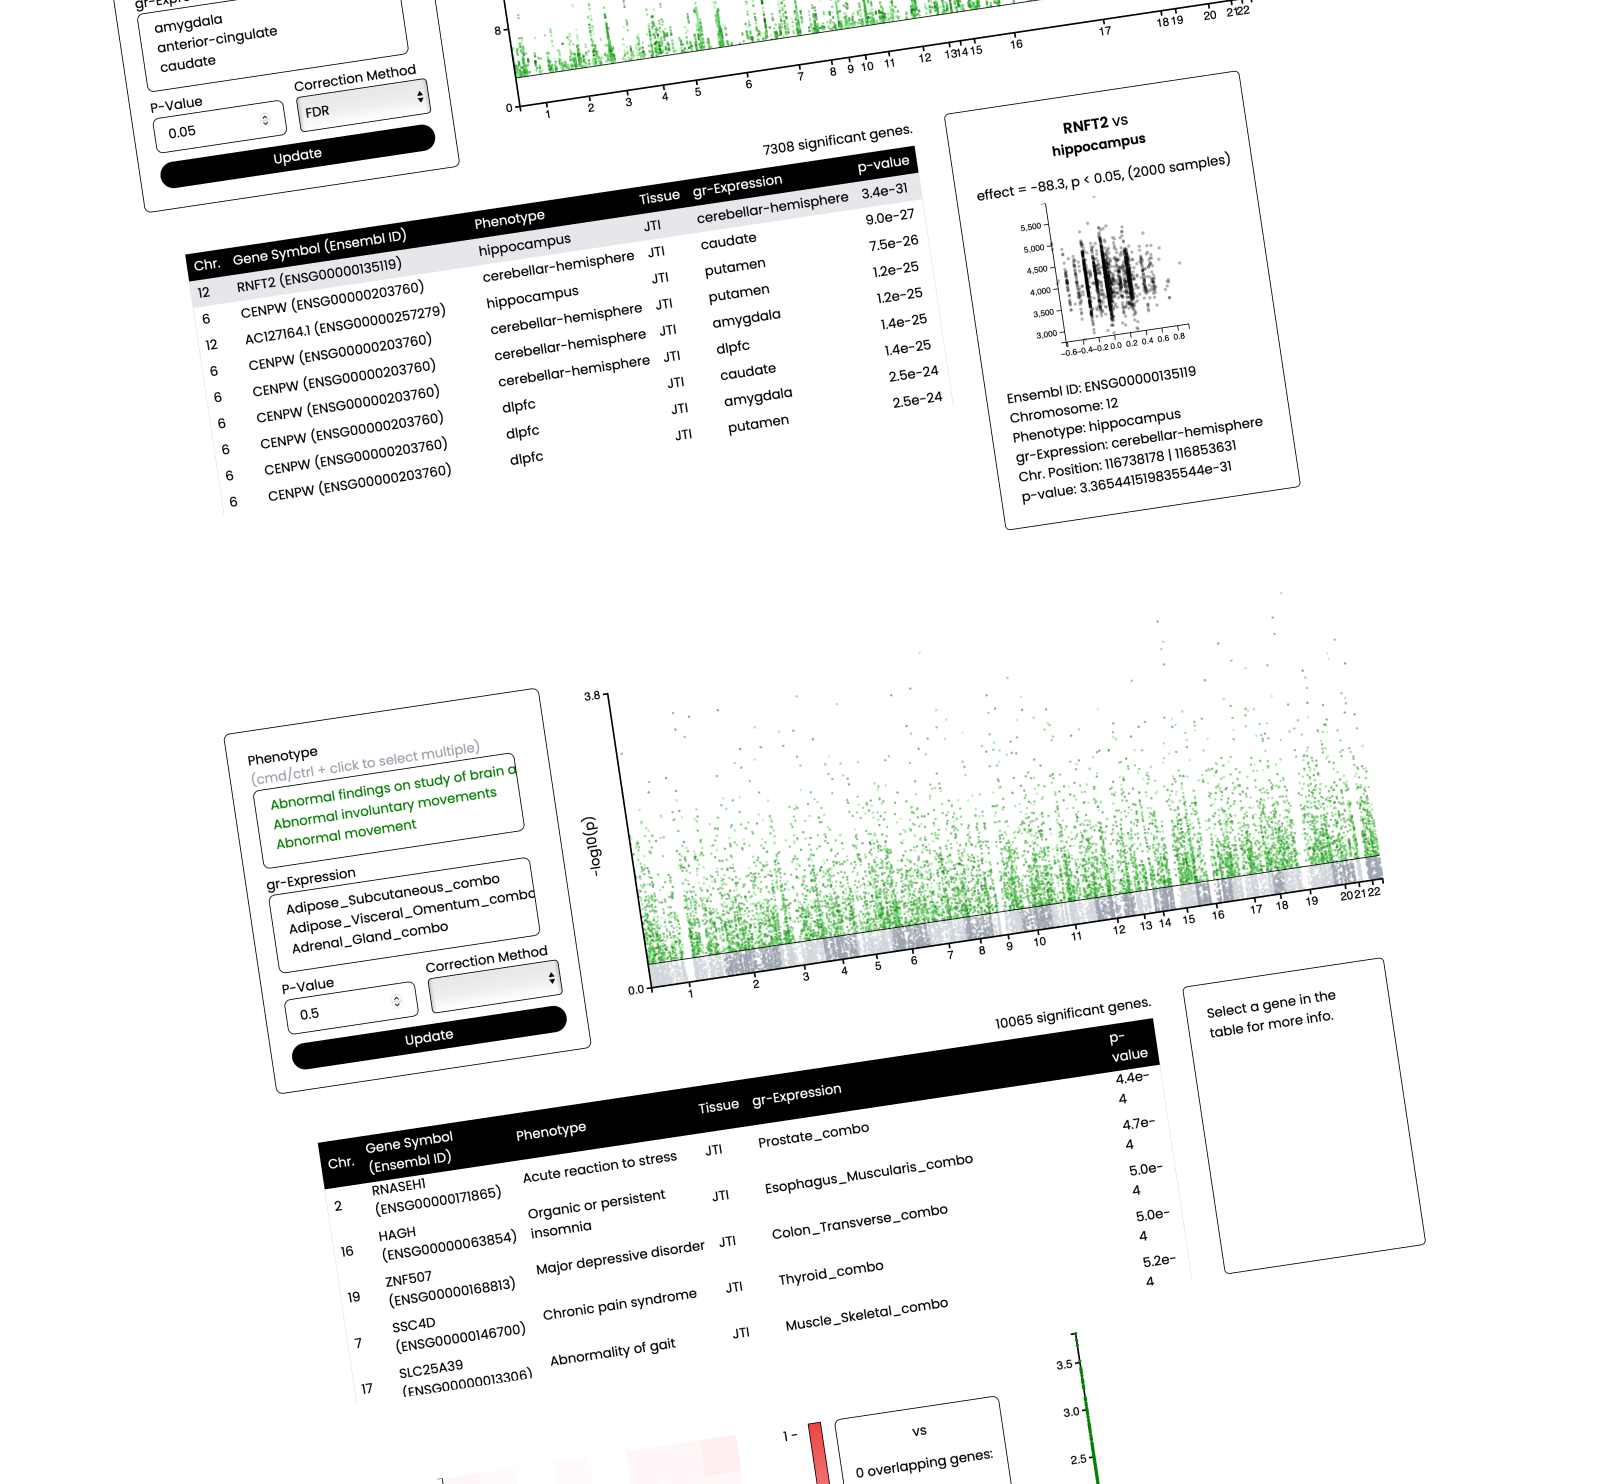 gr-Expre
amygdala
anterior-cingulate
caudate
P-Value
Correction Method
0.05
FDR
Update
8
0
1 2 3 4 5 6 7 8 9 10 11 12 13 14 15 16 17 18 19 20 21 22
7308 significant genes.
Chr. Gene Symbol (Ensembl ID) Phenotype Tissue gr-Expression p-value
12 RNFT2 (ENSG00000135119) hippocampus JTI cerebellar-hemisphere 3.4e-31
6 CENPW (ENSG00000203760) cerebellar-hemisphere JTI caudate 9.0e-27
12 AC127164.1 (ENSG00000257279) hippocampus JTI putamen 7.5e-26
6 CENPW (ENSG00000203760) cerebellar-hemisphere JTI putamen 1.2e-25
6 CENPW (ENSG00000203760) cerebellar-hemisphere JTI amygdala 1.2e-25
6 CENPW (ENSG00000203760) cerebellar-hemisphere JTI dlpfc 1.4e-25
6 CENPW (ENSG00000203760) dlpfc JTI caudate 1.4e-25
6 CENPW (ENSG00000203760) dlpfc JTI amygdala 2.5e-24
6 CENPW (ENSG00000203760) dlpfc JTI putamen 2.5e-24
RNFT2 vs
hippocampus
effect = -88.3, p < 0.05, (2000 samples)
5,500
5,000
4,500
4,000
3,500
3,000
-0.6 -0.4 -0.2 0.0 0.2 0.4 0.6 0.8
Ensembl ID: ENSG00000135119
Chromosome: 12
Phenotype: hippocampus
gr-Expression: cerebellar-hemisphere
Chr. Position: 116738178 | 116853631
p-value: 3.365441519835544e-31
Phenotype
(cmd/ctrl + click to select multiple)
Abnormal findings on study of brain a
Abnormal involuntary movements
Abnormal movement
gr-Expression
Adipose_Subcutaneous_combo
Adipose_Visceral_Omentum_combo
Adrenal_Gland_combo
P-Value
Correction Method
0.5
Update
3.8
-log10(p)
0.0
1 2 3 4 5 6 7 8 9 10 11 12 13 14 15 16 17 18 19 20 21 22
10065 significant genes.
Chr. Gene Symbol (Ensembl ID) Phenotype Tissue gr-Expression p-value
2 RNASEH1 (ENSG00000171865) Acute reaction to stress JTI Prostate_combo 4.4e-4
16 HAGH (ENSG00000063854) Organic or persistent insomnia JTI Esophagus_Muscularis_combo 4.7e-4
19 ZNF507 (ENSG00000168813) Major depressive disorder JTI Colon_Transverse_combo 5.0e-4
7 SSC4D (ENSG00000146700) Chronic pain syndrome JTI Thyroid_combo 5.0e-4
17 SLC25A39 (ENSG00000013306) Abnormality of gait JTI Muscle_Skeletal_combo 5.2e-4
Select a gene in the
table for more info.
1
vs
0 overlapping genes:
3.5
3.0
2.5